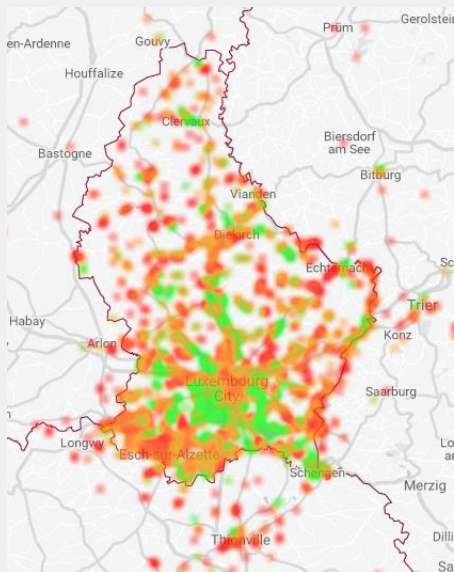 Gerolstein
Prüm
en-Ardenne
Gouvy
Houffalize
Clervaux
Biersdorf
am See
Bastogne
Bitburg
Vianden
Diekirch
Echternach
Trier
Habay
Konz
Arlon
Luxembourg
City
Saarburg
Longwy
Esch-sur-Alzette
Schengen
Merzig
Thionville
Dilli